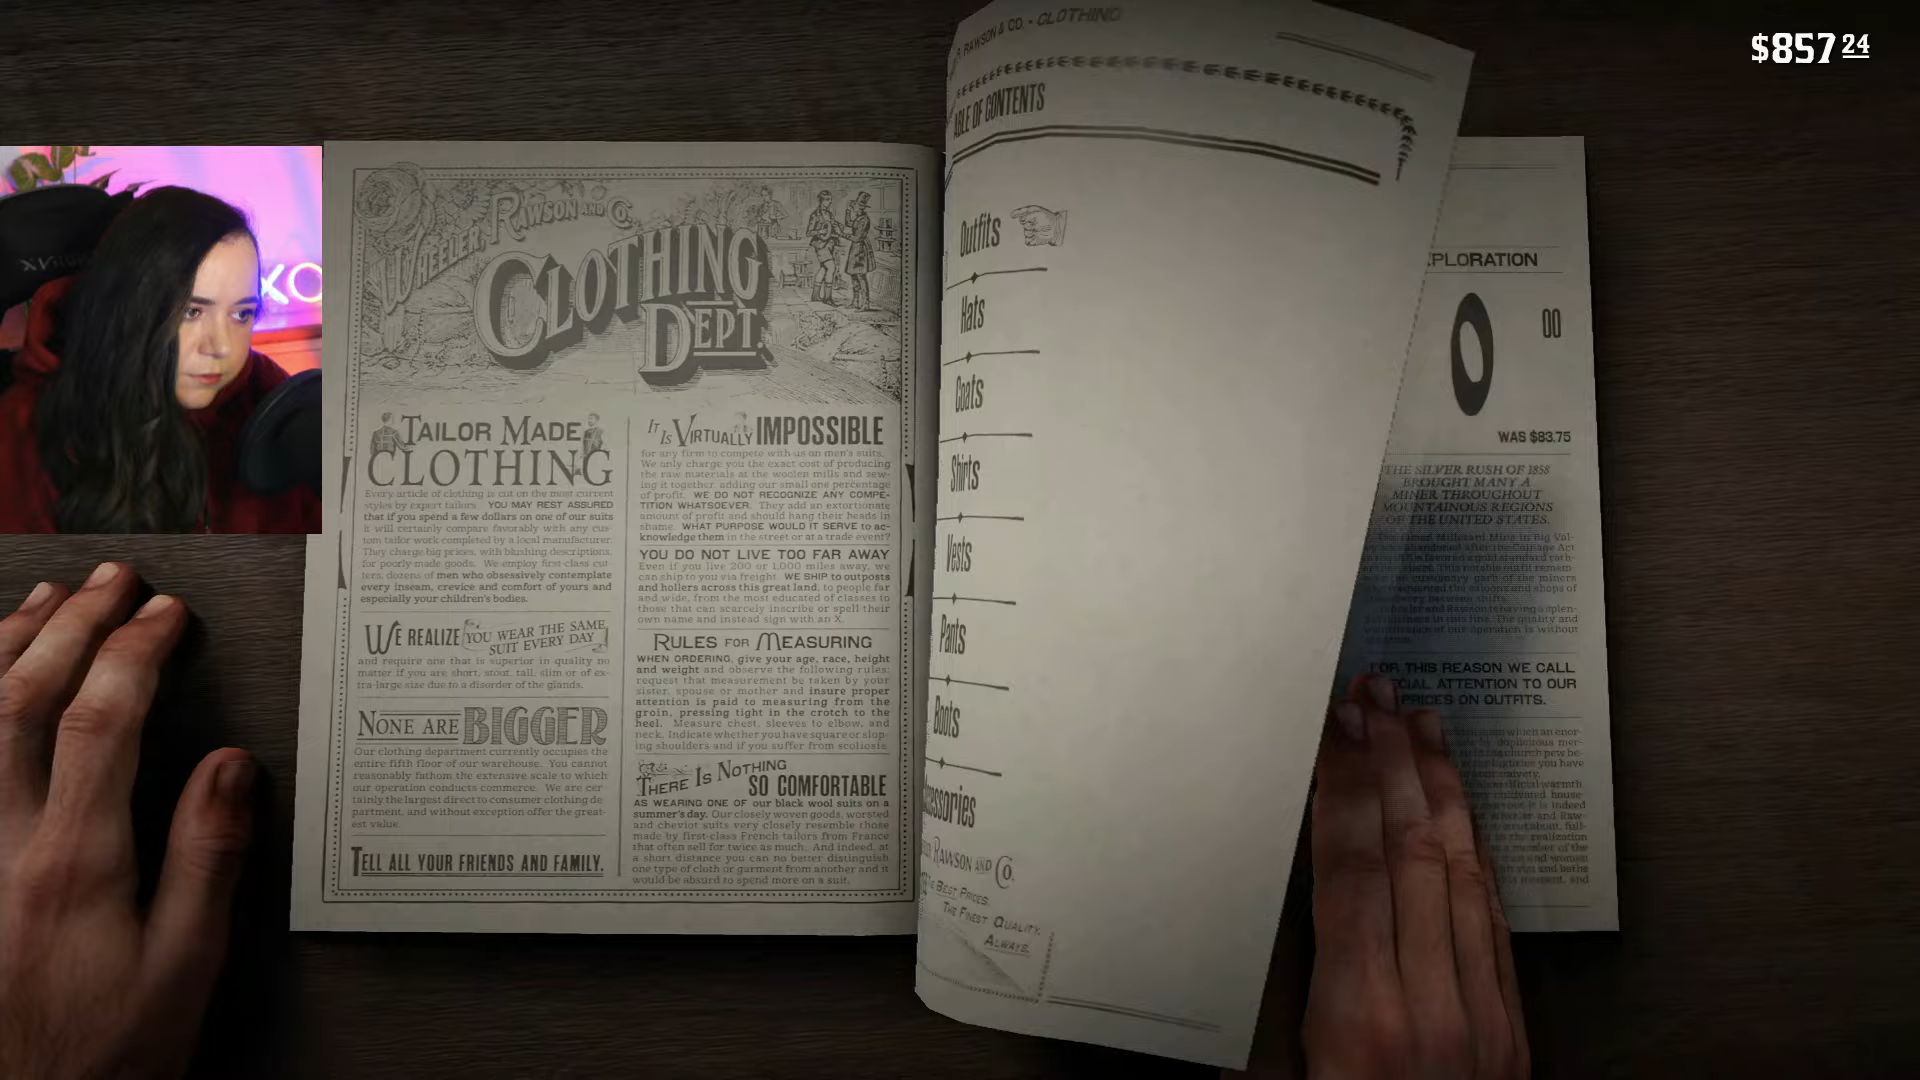 $857 24
XO
WHEELER, RAWSON AND CO.
CLOTHING
DEPT.
TAILOR MADE
CLOTHING
Every article of clothing is cut on the most current
styles by expert tailors. YOU MAY REST ASSURED
that if you spend a few dollars on one of our suits
it will certainly compare favorably with any cus-
tom tailor work completed by a local manufacturer.
They charge big prices, with blushing descriptions,
for poorly made goods. We employ first-class cut-
ters, dozens of men who obsessively contemplate
every inseam, crevice and comfort of yours and
especially your children's bodies.
WE REALIZE YOU WEAR THE SAME
SUIT EVERY DAY
and require one that is superior in quality no
matter if you are short, stout, tall, slim or of ex-
tra-large size due to a disorder of the glands.
NONE ARE BIGGER
Our clothing department currently occupies the
entire fifth floor of our warehouse. You cannot
reasonably fathom the extensive scale to which
our operation conducts commerce. We are cer-
tainly the largest direct to consumer clothing de-
partment, and without exception offer the great-
est value.
TELL ALL YOUR FRIENDS AND FAMILY.
IT IS VIRTUALLY IMPOSSIBLE
for any firm to compete with us on men's suits.
We only charge you the exact cost of producing
the raw materials at the woolen mills and sew-
ing it together, adding our small one percentage
of profit. WE DO NOT RECOGNIZE ANY COMPE-
TITION WHATSOEVER. They add an extortionate
amount of profit and should hang their heads in
shame. WHAT PURPOSE WOULD IT SERVE to ac-
knowledge them in the street or at a trade event?
YOU DO NOT LIVE TOO FAR AWAY
Even if you live 200 or 1,000 miles away, we
can ship to you via freight. WE SHIP to outposts
and hollers across this great land, to people far
and wide, from the most educated of classes to
those that can scarcely inscribe or spell their
own name and instead sign with an X.
RULES FOR MEASURING
WHEN ORDERING, give your age, race, height
and weight and observe the following rules:
request that measurement be taken by your
sister, spouse or mother and insure proper
attention is paid to measuring from the
groin, pressing tight in the crotch to the
heel. Measure chest, sleeves to elbow, and
neck. Indicate whether you have square or slop-
ing shoulders and if you suffer from scoliosis.
THERE IS NOTHING
SO COMFORTABLE
AS WEARING ONE OF our black wool suits on a
summer's day. Our closely woven goods, worsted
and cheviot suits very closely resemble those
made by first-class French tailors from France
that often sell for twice as much. And indeed, at
a short distance you can no better distinguish
one type of cloth or garment from another and it
would be absurd to spend more on a suit.
RAWSON & CO. • CLOTHING
ABLE OF CONTENTS
Outfits
Hats
Coats
Shirts
Vests
Pants
Boots
essories
RAWSON AND CO.
BEST PRICES.
THE FINEST QUALITY.
ALWAYS.
PLORATION
00
WAS $83.75
THE SILVER RUSH OF 1858
BROUGHT MANY A
MINER THROUGHOUT
MOUNTAINOUS REGIONS
OF THE UNITED STATES.
FOR THIS REASON WE CALL
CIAL ATTENTION TO OUR
PRICES ON OUTFITS.